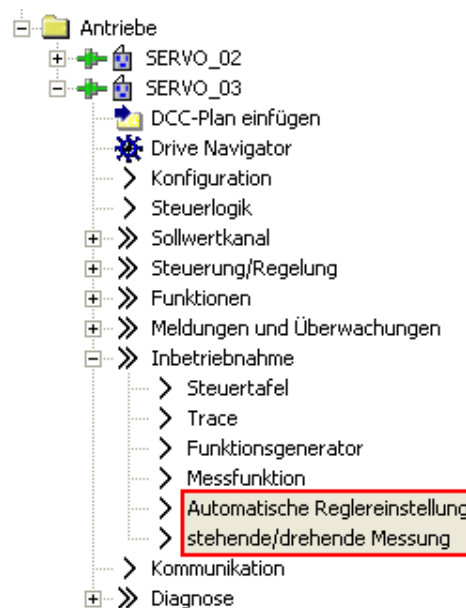 Antriebe
SERVO_02
SERVO_03
DCC-Plan einfügen
Drive Navigator
Konfiguration
Steuerlogik
Sollwertkanal
Steuerung/Regelung
Funktionen
Meldungen und Überwachungen
Inbetriebnahme
Steuertafel
Trace
Funktionsgenerator
Messfunktion
Automatische Reglereinstellung
stehende/drehende Messung
Kommunikation
Diagnose